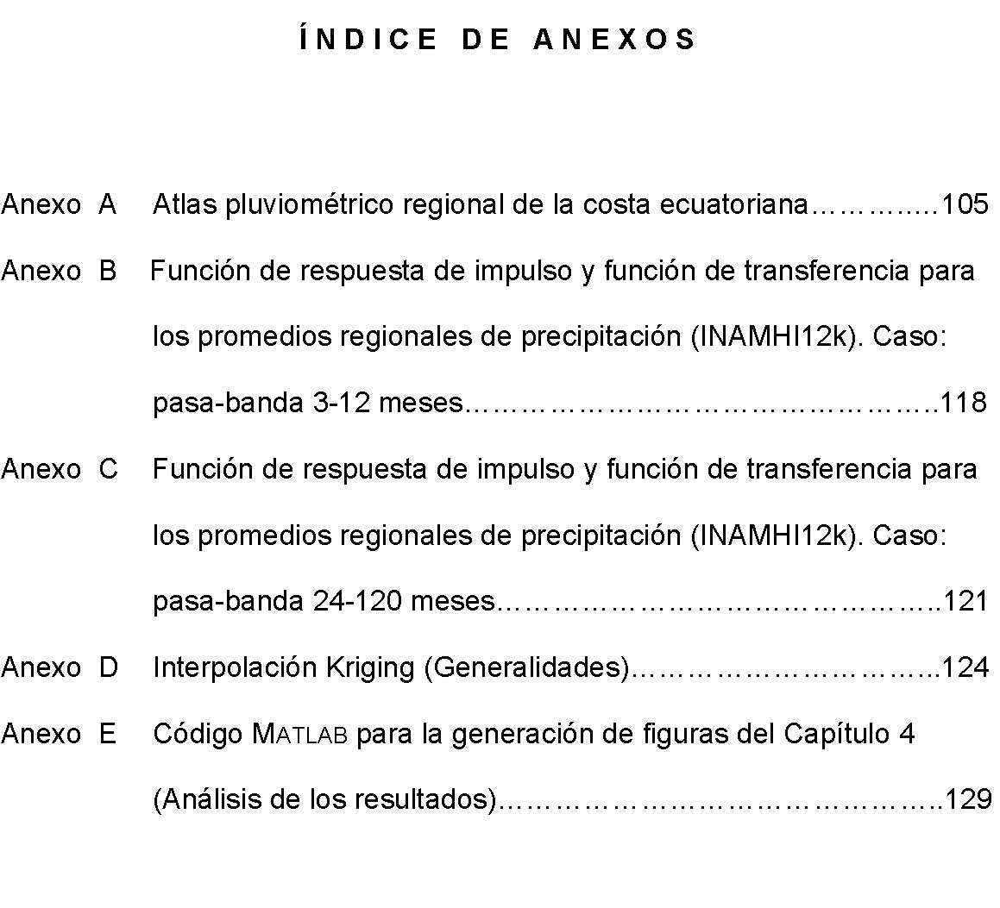 ÍNDICE DE ANEXOS
Anexo A Atlas pluviométrico regional de la costa ecuatoriana…………..…105
Anexo B Función de respuesta de impulso y función de transferencia para
los promedios regionales de precipitación (INAMHI12k). Caso:
pasa-banda 3-12 meses……………………………………………..118
Anexo C Función de respuesta de impulso y función de transferencia para
los promedios regionales de precipitación (INAMHI12k). Caso:
pasa-banda 24-120 meses…………………………………………..121
Anexo D Interpolación Kriging (Generalidades)……………………………...124
Anexo E Código MATLAB para la generación de figuras del Capítulo 4
(Análisis de los resultados)…………………………………………..129